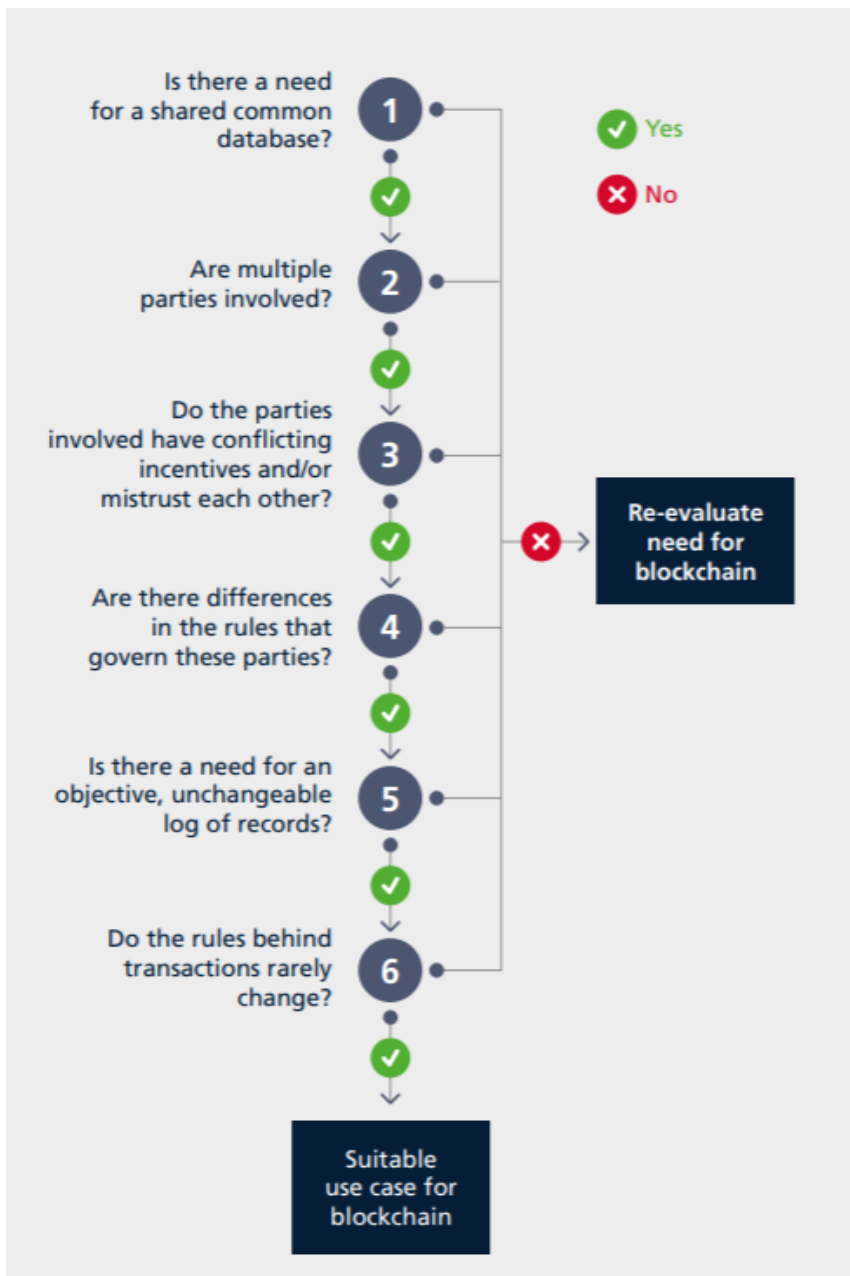 Is there a need
for a shared common
database?
1
Yes
No
Are multiple
parties involved?
2
Do the parties
involved have conflicting
incentives and/or
mistrust each other?
3
Re-evaluate
need for
blockchain
Are there differences
in the rules that
govern these parties?
4
Is there a need for an
objective, unchangeable
log of records?
5
Do the rules behind
transactions rarely
change?
6
Suitable
use case for
blockchain